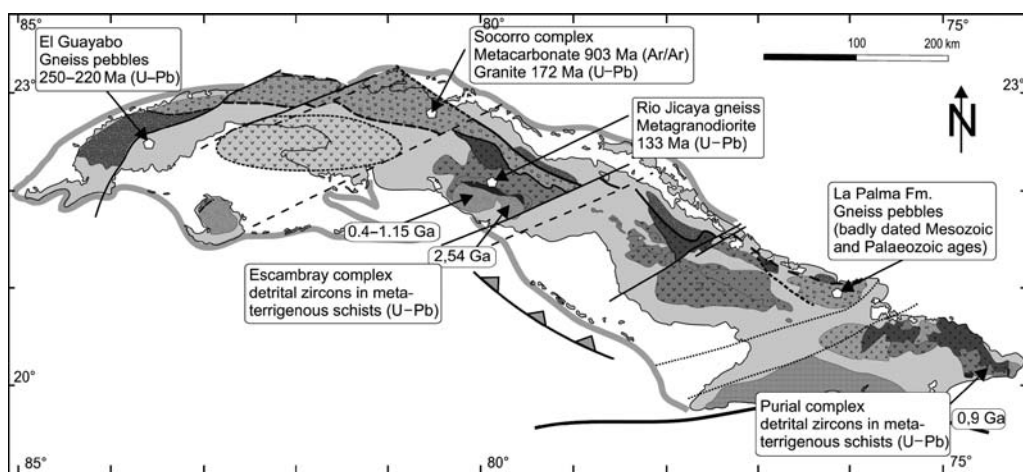 85°
80°
75°
El Guayabo
Gneiss pebbles
250–220 Ma (U–Pb)
Socorro complex
Metacarbonate 903 Ma (Ar/Ar)
Granite 172 Ma (U–Pb)
100
200 km
23°
23°
Rio Jicaya gneiss
Metagranodiorite
133 Ma (U–Pb)
N
La Palma Fm.
Gneiss pebbles
(badly dated Mesozoic
and Palaeozoic ages)
0.4–1.15 Ga
2,54 Ga
Escambray complex
detrital zircons in meta-
terrigenous schists (U–Pb)
20°
20°
Purial complex
detrital zircons in meta-
terrigenous schists (U–Pb)
0,9 Ga
85°
80°
75°